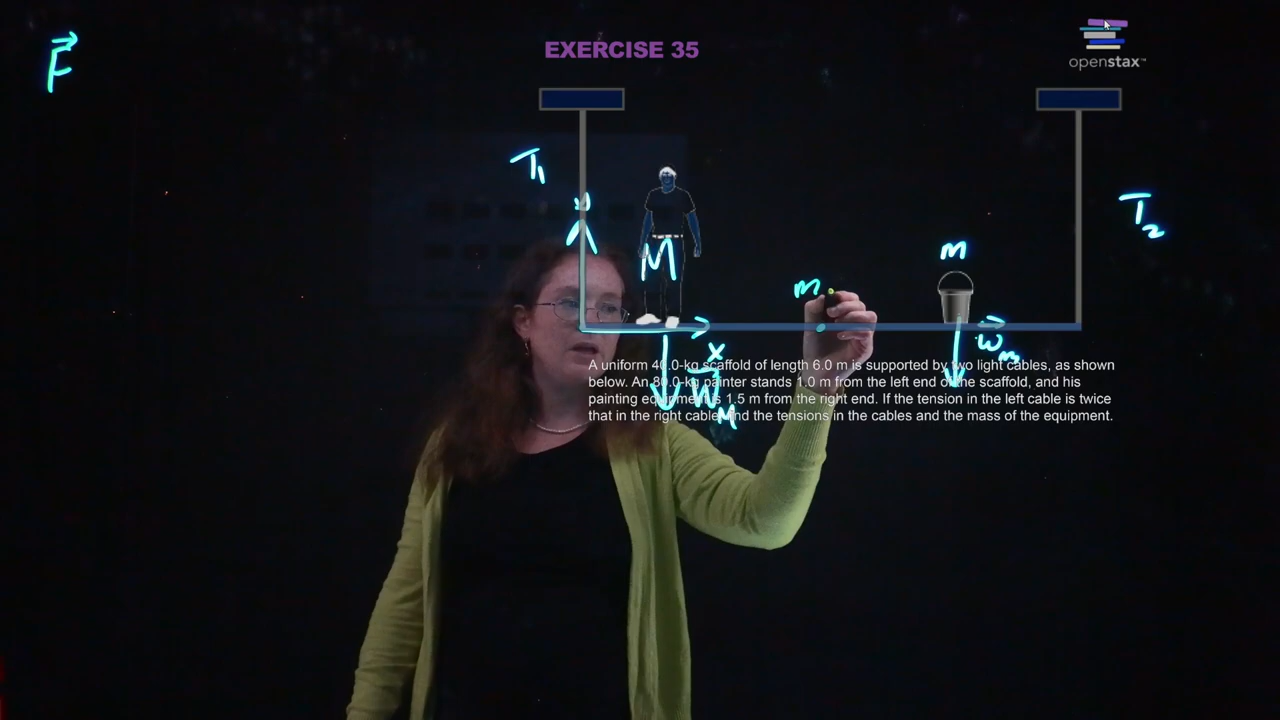 EXERCISE 35
openstax™
F
T₁
y
M
m
m
T₂
x
W_M
W_m
A uniform 40.0-kg scaffold of length 6.0 m is supported by two light cables, as shown
below. An 80.0-kg painter stands 1.0 m from the left end of the scaffold, and his
painting equipment is 1.5 m from the right end. If the tension in the left cable is twice
that in the right cable, find the tensions in the cables and the mass of the equipment.